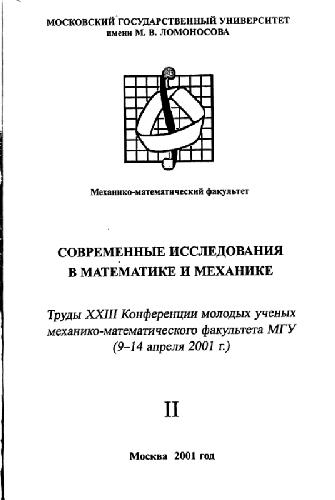 МОСКОВСКИЙ ГОСУДАРСТВЕННЫЙ УНИВЕРСИТЕТ
имени М. В. ЛОМОНОСОВА
Механико-математический факультет
СОВРЕМЕННЫЕ ИССЛЕДОВАНИЯ
В МАТЕМАТИКЕ И МЕХАНИКЕ
Труды XXIII Конференции молодых ученых
механико-математического факультета МГУ
(9–14 апреля 2001 г.)
II
Москва 2001 год